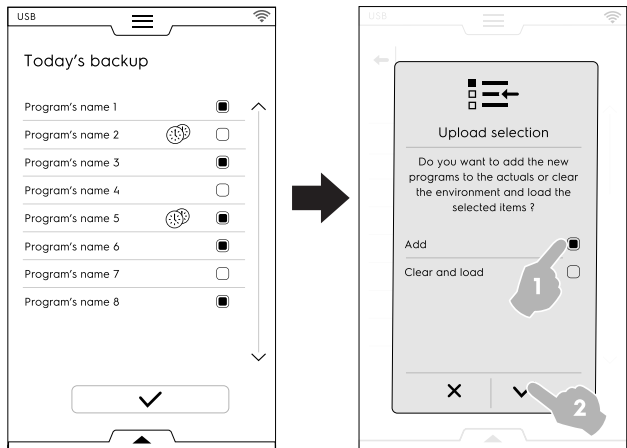 USB
Today's backup
Program's name 1
Program's name 2
Program's name 3
Program's name 4
Program's name 5
Program's name 6
Program's name 7
Program's name 8
USB
Upload selection
Do you want to add the new
programs to the actuals or clear
the environment and load the
selected items ?
Add
Clear and load
1
2